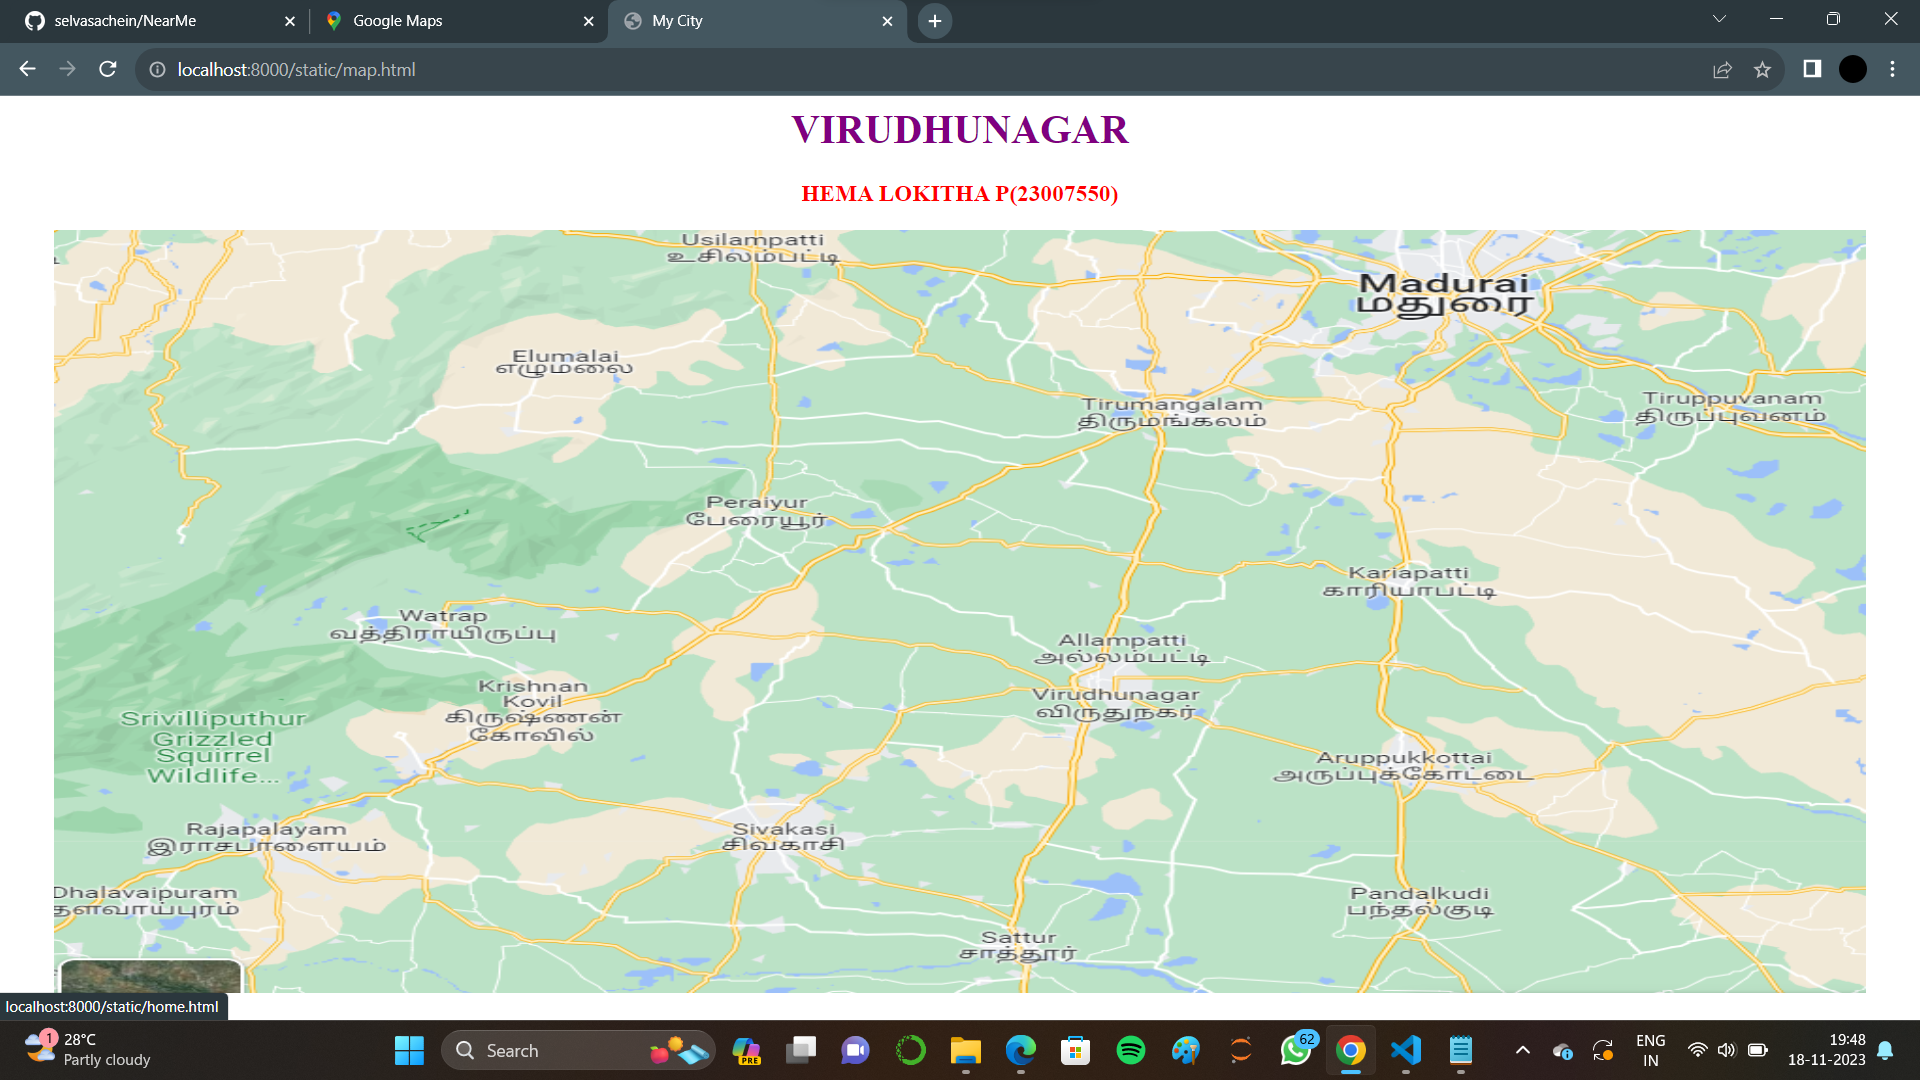 selvasachein/NearMe
Google Maps
My City
localhost:8000/static/map.html
VIRUDHUNAGAR
HEMA LOKITHA P(23007550)
Usilampatti
உசிலம்பட்டி
Madurai
மதுரை
Elumalai
எழுமலை
Tirumangalam
திருமங்கலம்
Tiruppuvanam
திருப்புவனம்
Peraiyur
பேரையூர்
Kariapatti
காரியாபட்டி
Watrap
வத்திராயிருப்பு
Allampatti
அல்லம்பட்டி
Krishnan
Kovil
கிருஷ்ணன்
கோவில்
Virudhunagar
விருதுநகர்
Srivilliputhur
Grizzled
Squirrel
Wildlife...
Aruppukkottai
அருப்புக்கோட்டை
Rajapalayam
இராசபாளையம்
Sivakasi
சிவகாசி
Dhalavaipuram
தளவாய்புரம்
Pandalkudi
பந்தல்குடி
Sattur
சாத்தூர்
localhost:8000/static/home.html
1
28°C
Partly cloudy
Search
PRE
62
ENG
IN
19:48
18-11-2023